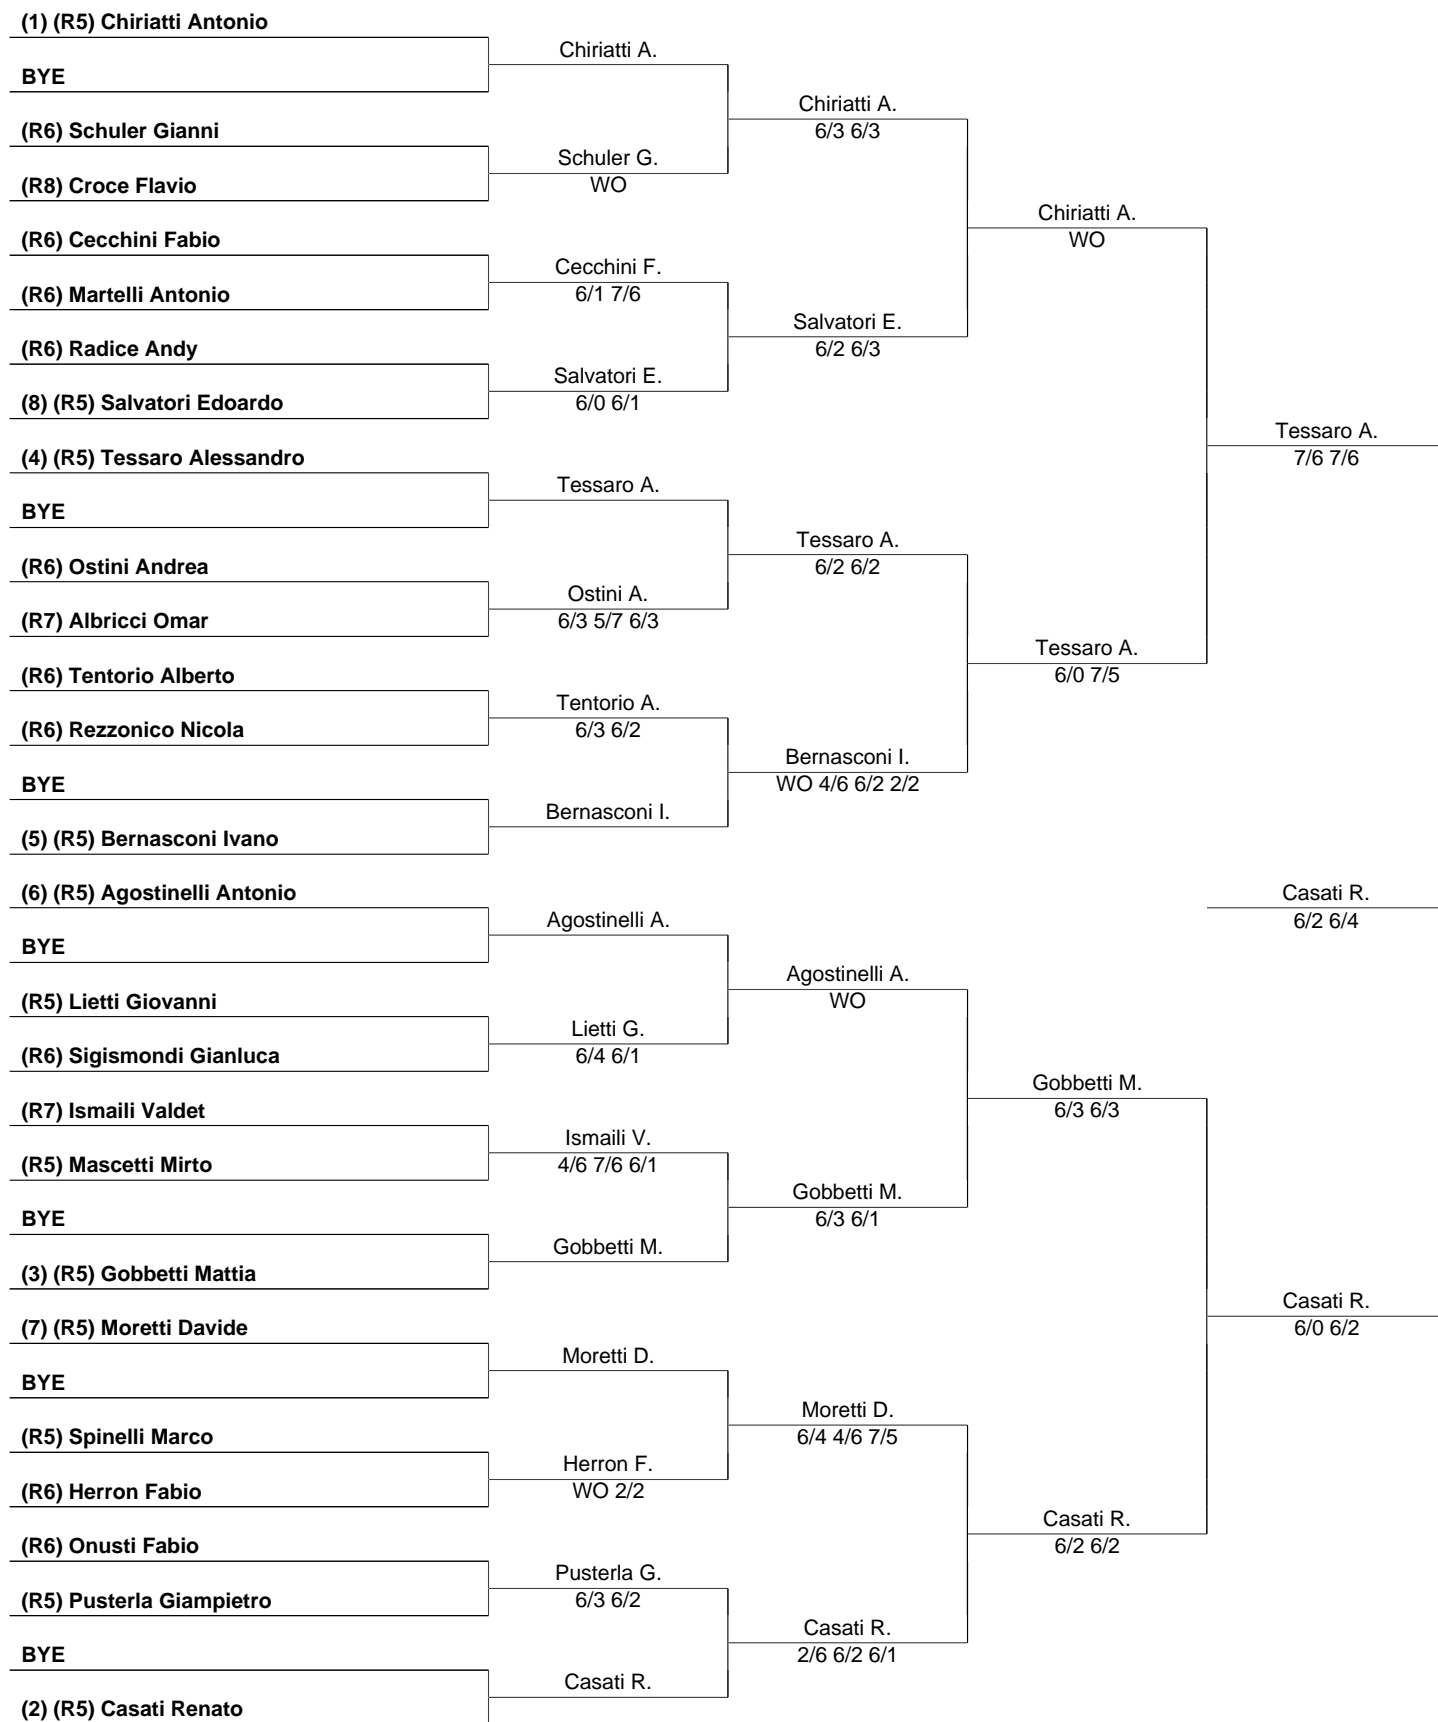 (1) (R5) Chiriatti Antonio
Chiriatti A.
BYE
Chiriatti A.
6/3 6/3
(R6) Schuler Gianni
Schuler G.
WO
(R8) Croce Flavio
Chiriatti A.
WO
(R6) Cecchini Fabio
Cecchini F.
6/1 7/6
(R6) Martelli Antonio
Salvatori E.
6/2 6/3
(R6) Radice Andy
Salvatori E.
6/0 6/1
(8) (R5) Salvatori Edoardo
Tessaro A.
7/6 7/6
(4) (R5) Tessaro Alessandro
Tessaro A.
BYE
Tessaro A.
6/2 6/2
(R6) Ostini Andrea
Ostini A.
6/3 5/7 6/3
(R7) Albricci Omar
Tessaro A.
6/0 7/5
(R6) Tentorio Alberto
Tentorio A.
6/3 6/2
(R6) Rezzonico Nicola
Bernasconi I.
WO 4/6 6/2 2/2
BYE
Bernasconi I.
(5) (R5) Bernasconi Ivano
(6) (R5) Agostinelli Antonio
Casati R.
6/2 6/4
Agostinelli A.
BYE
Agostinelli A.
WO
(R5) Lietti Giovanni
Lietti G.
6/4 6/1
(R6) Sigismondi Gianluca
Gobbetti M.
6/3 6/3
(R7) Ismaili Valdet
Ismaili V.
4/6 7/6 6/1
(R5) Mascetti Mirto
Gobbetti M.
6/3 6/1
BYE
Gobbetti M.
(3) (R5) Gobbetti Mattia
Casati R.
6/0 6/2
(7) (R5) Moretti Davide
Moretti D.
BYE
Moretti D.
6/4 4/6 7/5
(R5) Spinelli Marco
Herron F.
WO 2/2
(R6) Herron Fabio
Casati R.
6/2 6/2
(R6) Onusti Fabio
Pusterla G.
6/3 6/2
(R5) Pusterla Giampietro
Casati R.
2/6 6/2 6/1
BYE
Casati R.
(2) (R5) Casati Renato